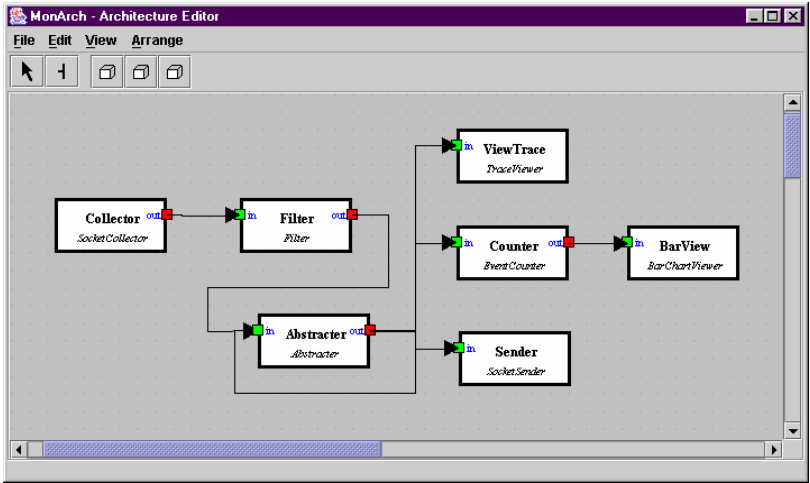 MonArch - Architecture Editor
File Edit View Arrange
in ViewTrace
TraceViewer
Collector out
SocketCollector
in Filter out
Filter
in Counter out
EventCounter
in BarView
BarChartViewer
in Abstracter out
Abstracter
in Sender
SocketSender